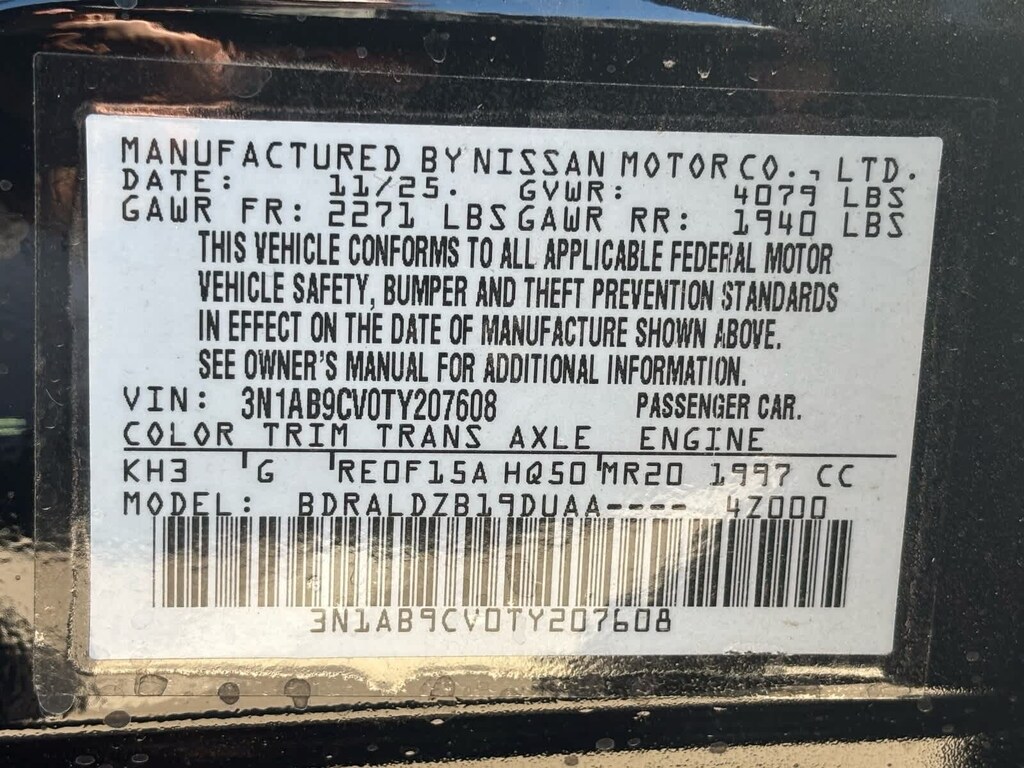 MANUFACTURED BY NISSAN MOTOR CO., LTD.
DATE: 11/25. GVWR: 4079 LBS
GAWR FR: 2271 LBS GAWR RR: 1940 LBS
THIS VEHICLE CONFORMS TO ALL APPLICABLE FEDERAL MOTOR
VEHICLE SAFETY, BUMPER AND THEFT PREVENTION STANDARDS
IN EFFECT ON THE DATE OF MANUFACTURE SHOWN ABOVE.
SEE OWNER'S MANUAL FOR ADDITIONAL INFORMATION.
VIN: 3N1AB9CV0TY207608 PASSENGER CAR.
COLOR TRIM TRANS AXLE ENGINE
KH3 G RE0F15A HQ50 MR20 1997 CC
MODEL: BDRALDZB19DUAA---- 4Z000
3N1AB9CV0TY207608